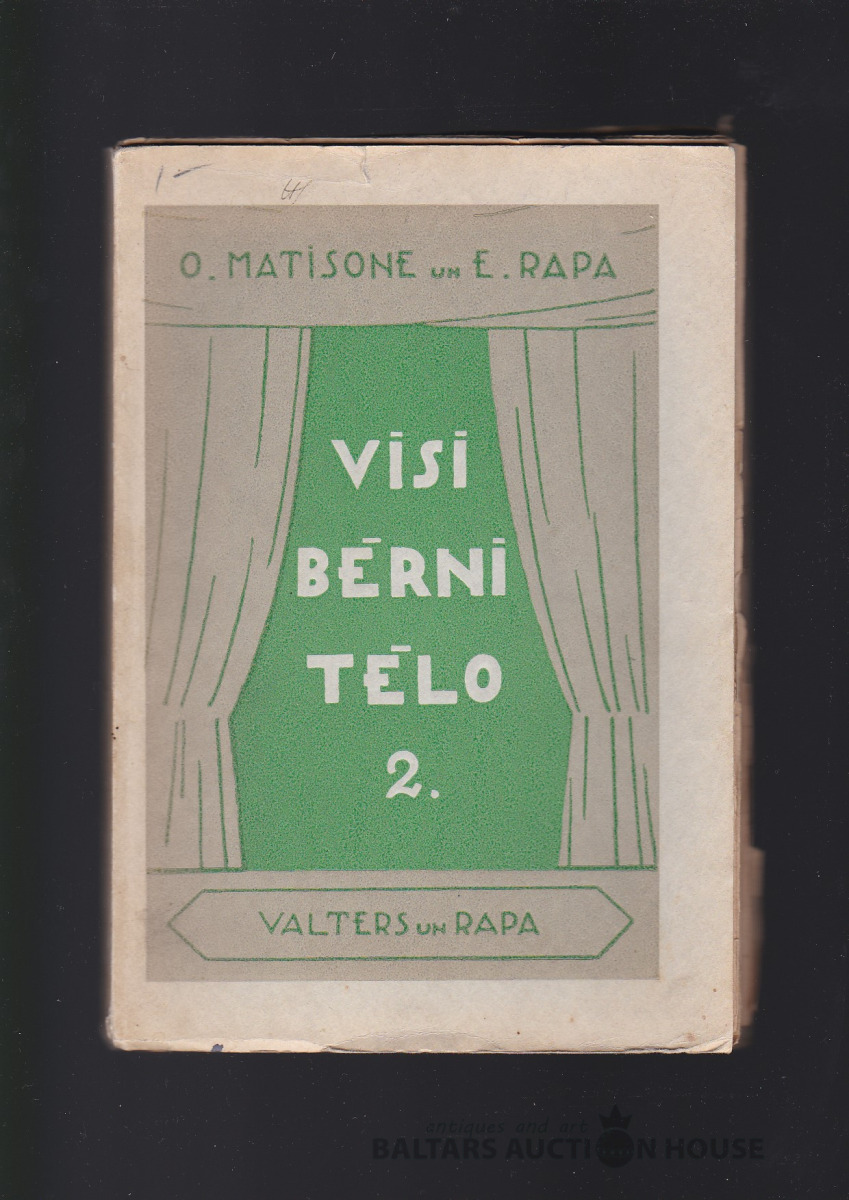 O. MATISONE un E. RAPA
VISI
BĒRNI
TĒLO
2.
VALTERS un RAPA
antiques and art
BALTARS AUCTION HOUSE